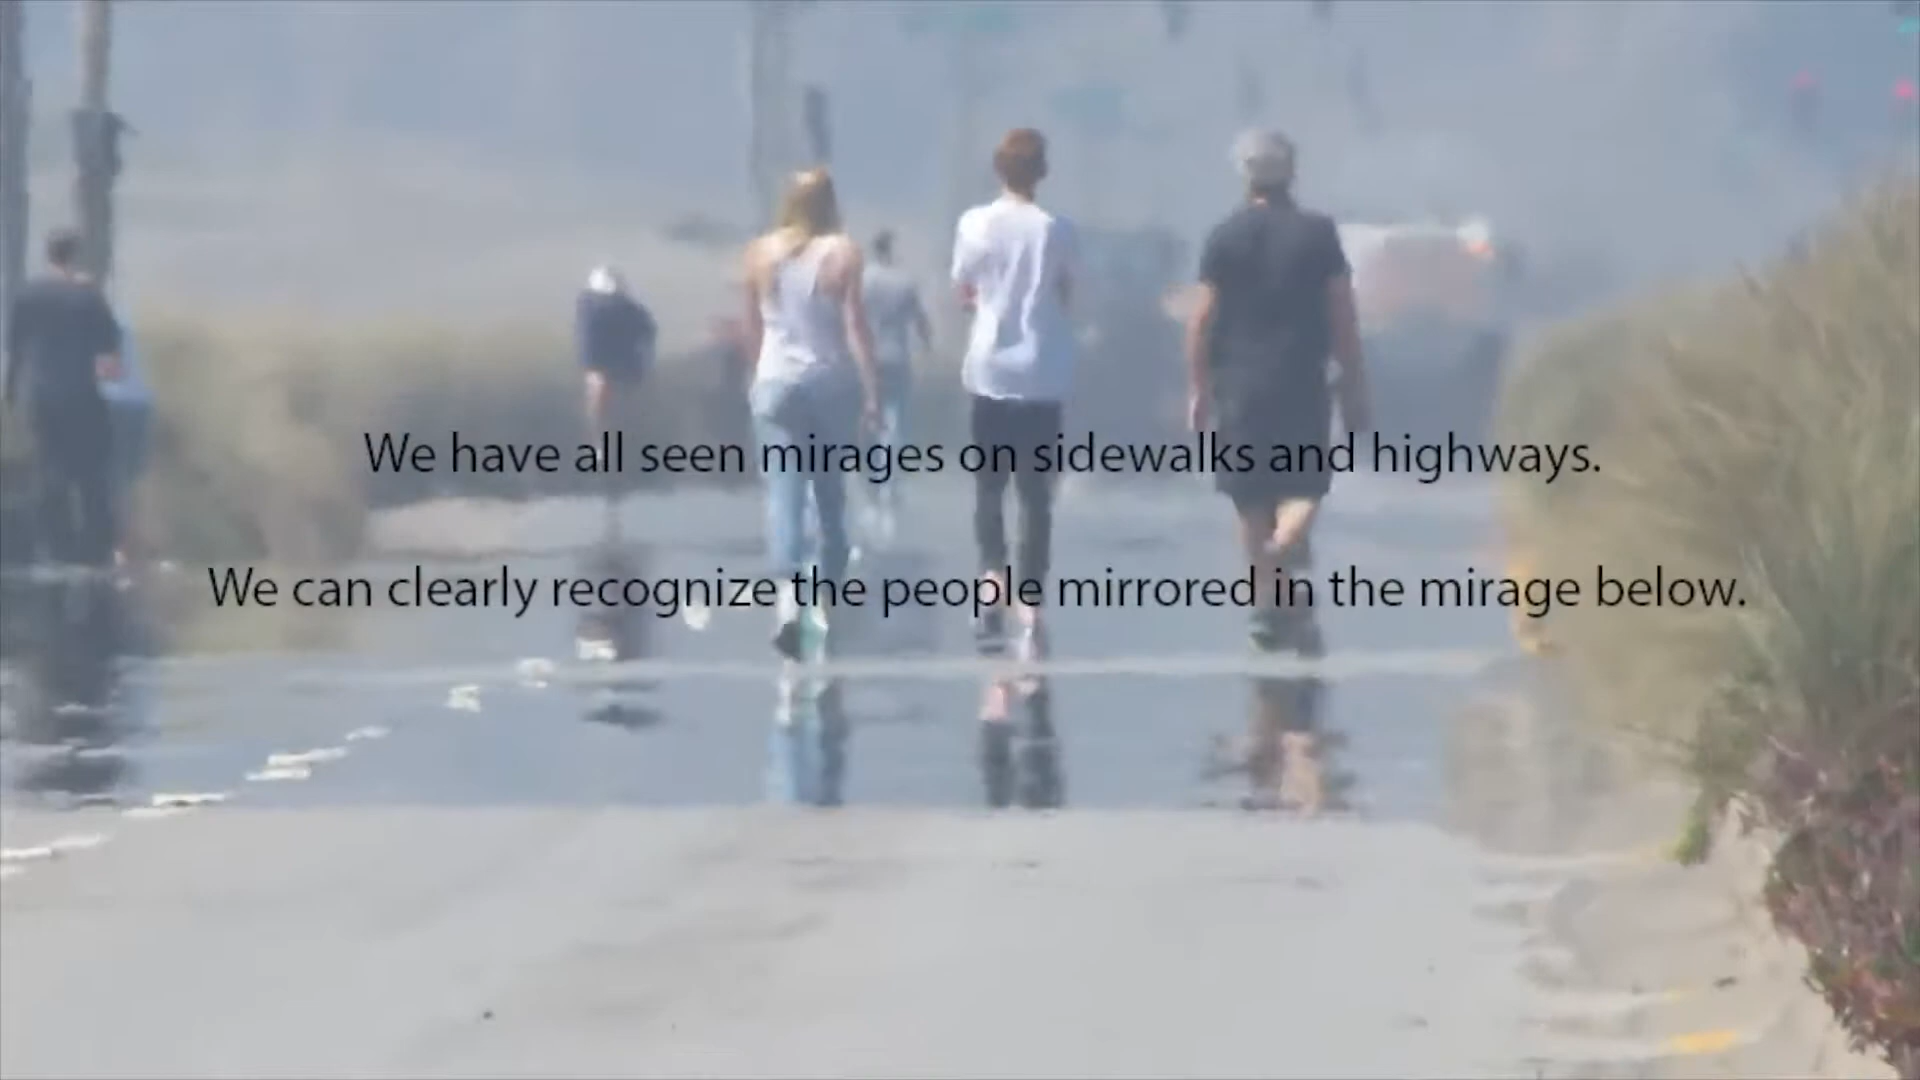 We have all seen mirages on sidewalks and highways.
We can clearly recognize the people mirrored in the mirage below.